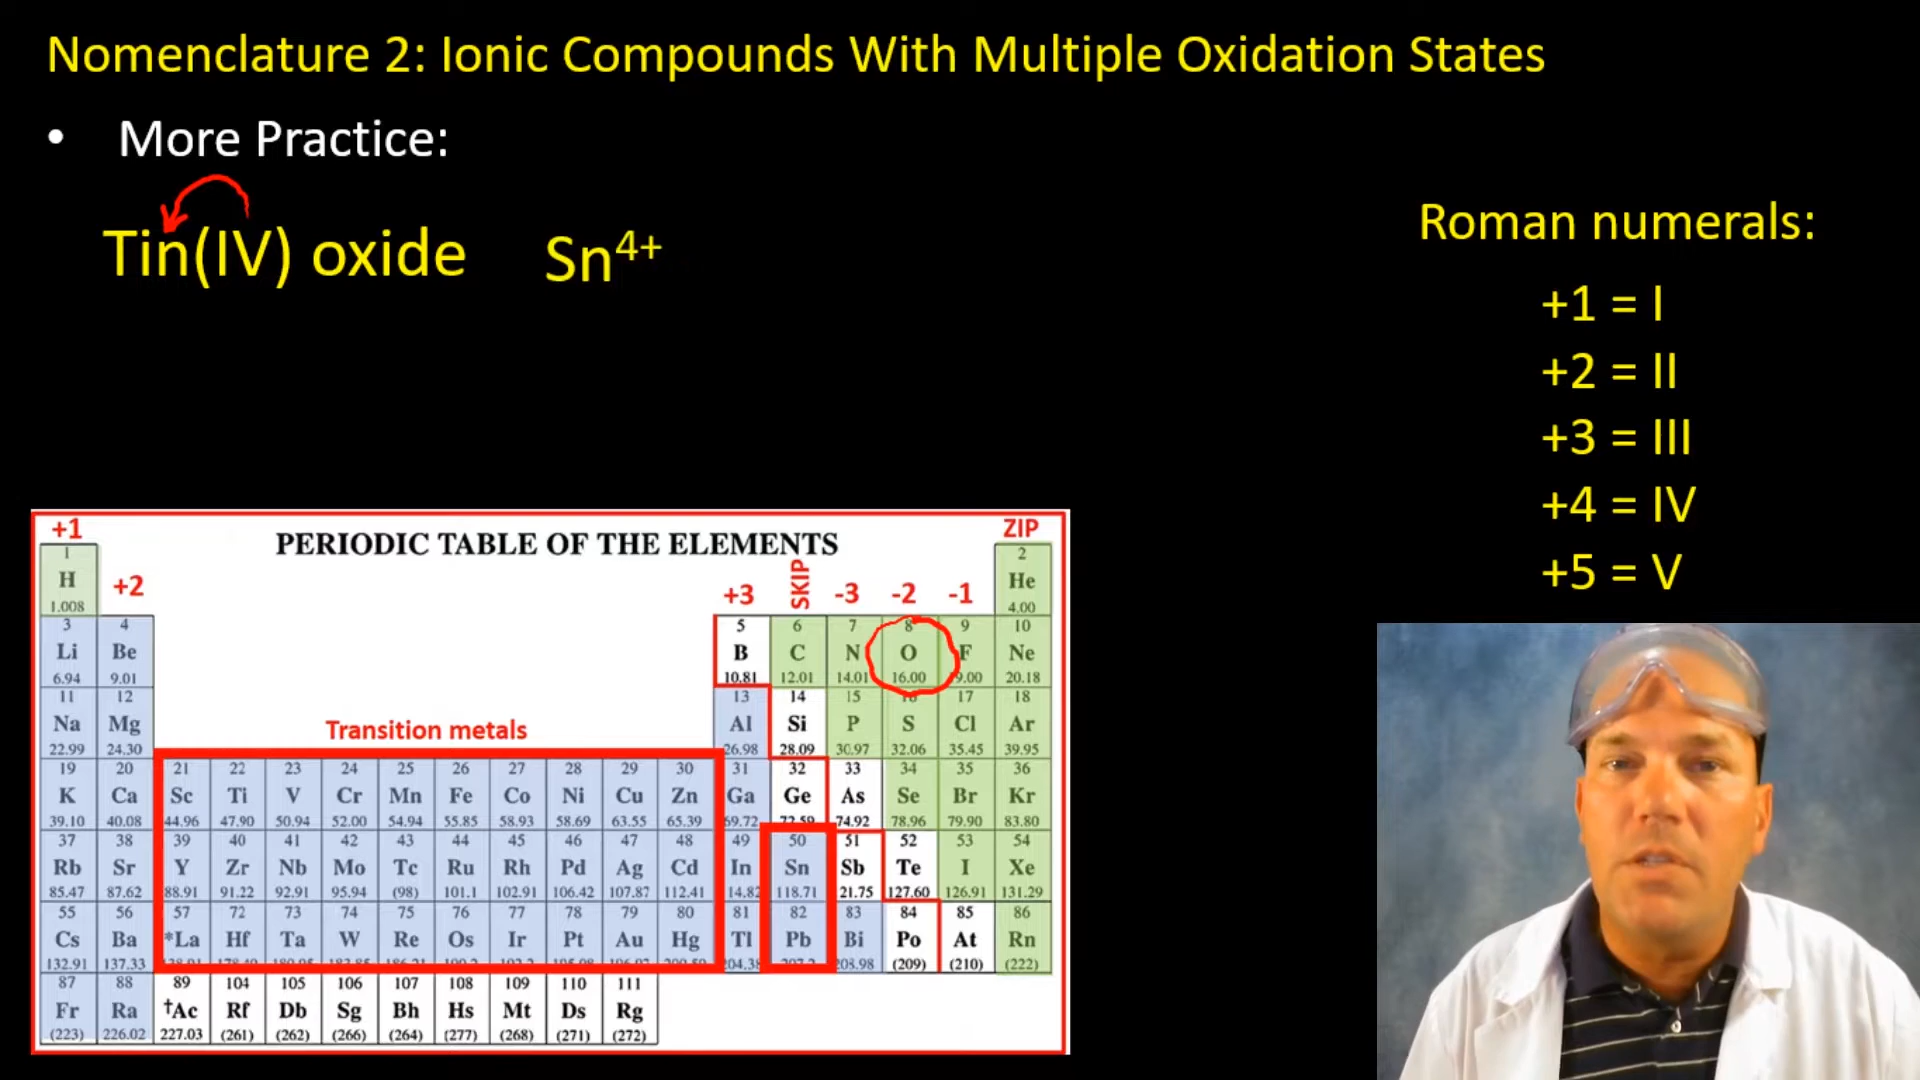 Nomenclature 2: Ionic Compounds With Multiple Oxidation States
• More Practice:
Tin(IV) oxide Sn⁴⁺
Roman numerals:
+1 = I
+2 = II
+3 = III
+4 = IV
+5 = V
PERIODIC TABLE OF THE ELEMENTS
+1 ZIP
+2 +3 SKIP -3 -2 -1
1 2
H He
1.008 4.00
3 4 5 6 7 8 9 10
Li Be B C N O F Ne
6.94 9.01 10.81 12.01 14.01 16.00 9.00 20.18
11 12 13 14 15 16 17 18
Na Mg Al Si P S Cl Ar
22.99 24.30 26.98 28.09 30.97 32.06 35.45 39.95
Transition metals
19 20 21 22 23 24 25 26 27 28 29 30 31 32 33 34 35 36
K Ca Sc Ti V Cr Mn Fe Co Ni Cu Zn Ga Ge As Se Br Kr
39.10 40.08 44.96 47.90 50.94 52.00 54.94 55.85 58.93 58.69 63.55 65.39 69.72 72.59 74.92 78.96 79.90 83.80
37 38 39 40 41 42 43 44 45 46 47 48 49 50 51 52 53 54
Rb Sr Y Zr Nb Mo Tc Ru Rh Pd Ag Cd In Sn Sb Te I Xe
85.47 87.62 88.91 91.22 92.91 95.94 (98) 101.1 102.91 106.42 107.87 112.41 14.82 118.71 21.75 127.60 126.91 131.29
55 56 57 72 73 74 75 76 77 78 79 80 81 82 83 84 85 86
Cs Ba *La Hf Ta W Re Os Ir Pt Au Hg Tl Pb Bi Po At Rn
132.91 137.33 204.38 208.98 (209) (210) (222)
87 88 89 104 105 106 107 108 109 110 111
Fr Ra †Ac Rf Db Sg Bh Hs Mt Ds Rg
(223) 226.02 227.03 (261) (262) (266) (264) (277) (268) (271) (272)